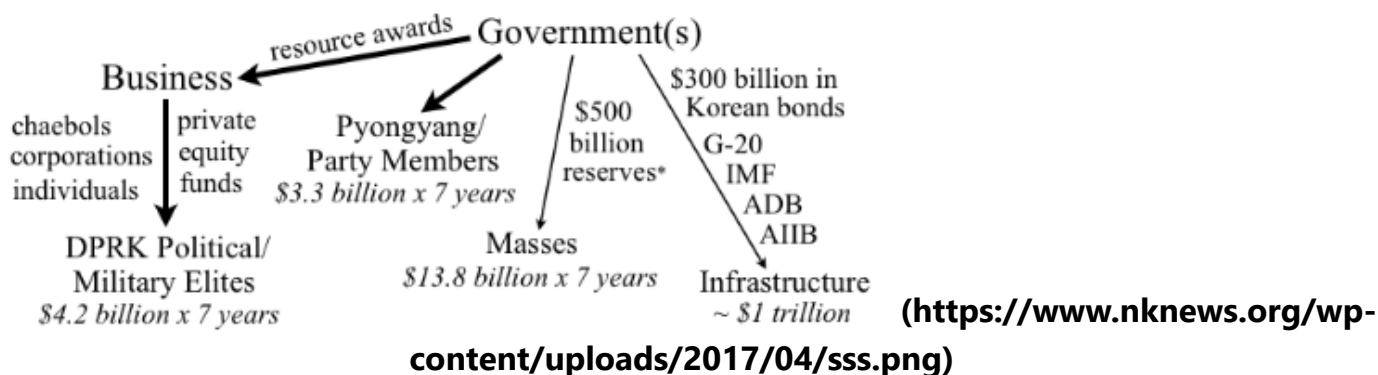 resource awards
Government(s)
Business
chaebols
corporations
individuals
private
equity
funds
DPRK Political/
Military Elites
$4.2 billion x 7 years
Pyongyang/
Party Members
$3.3 billion x 7 years
$500
billion
reserves*
Masses
$13.8 billion x 7 years
$300 billion in
Korean bonds
G-20
IMF
ADB
AIIB
Infrastructure
~ $1 trillion
(https://www.nknews.org/wp-
content/uploads/2017/04/sss.png)